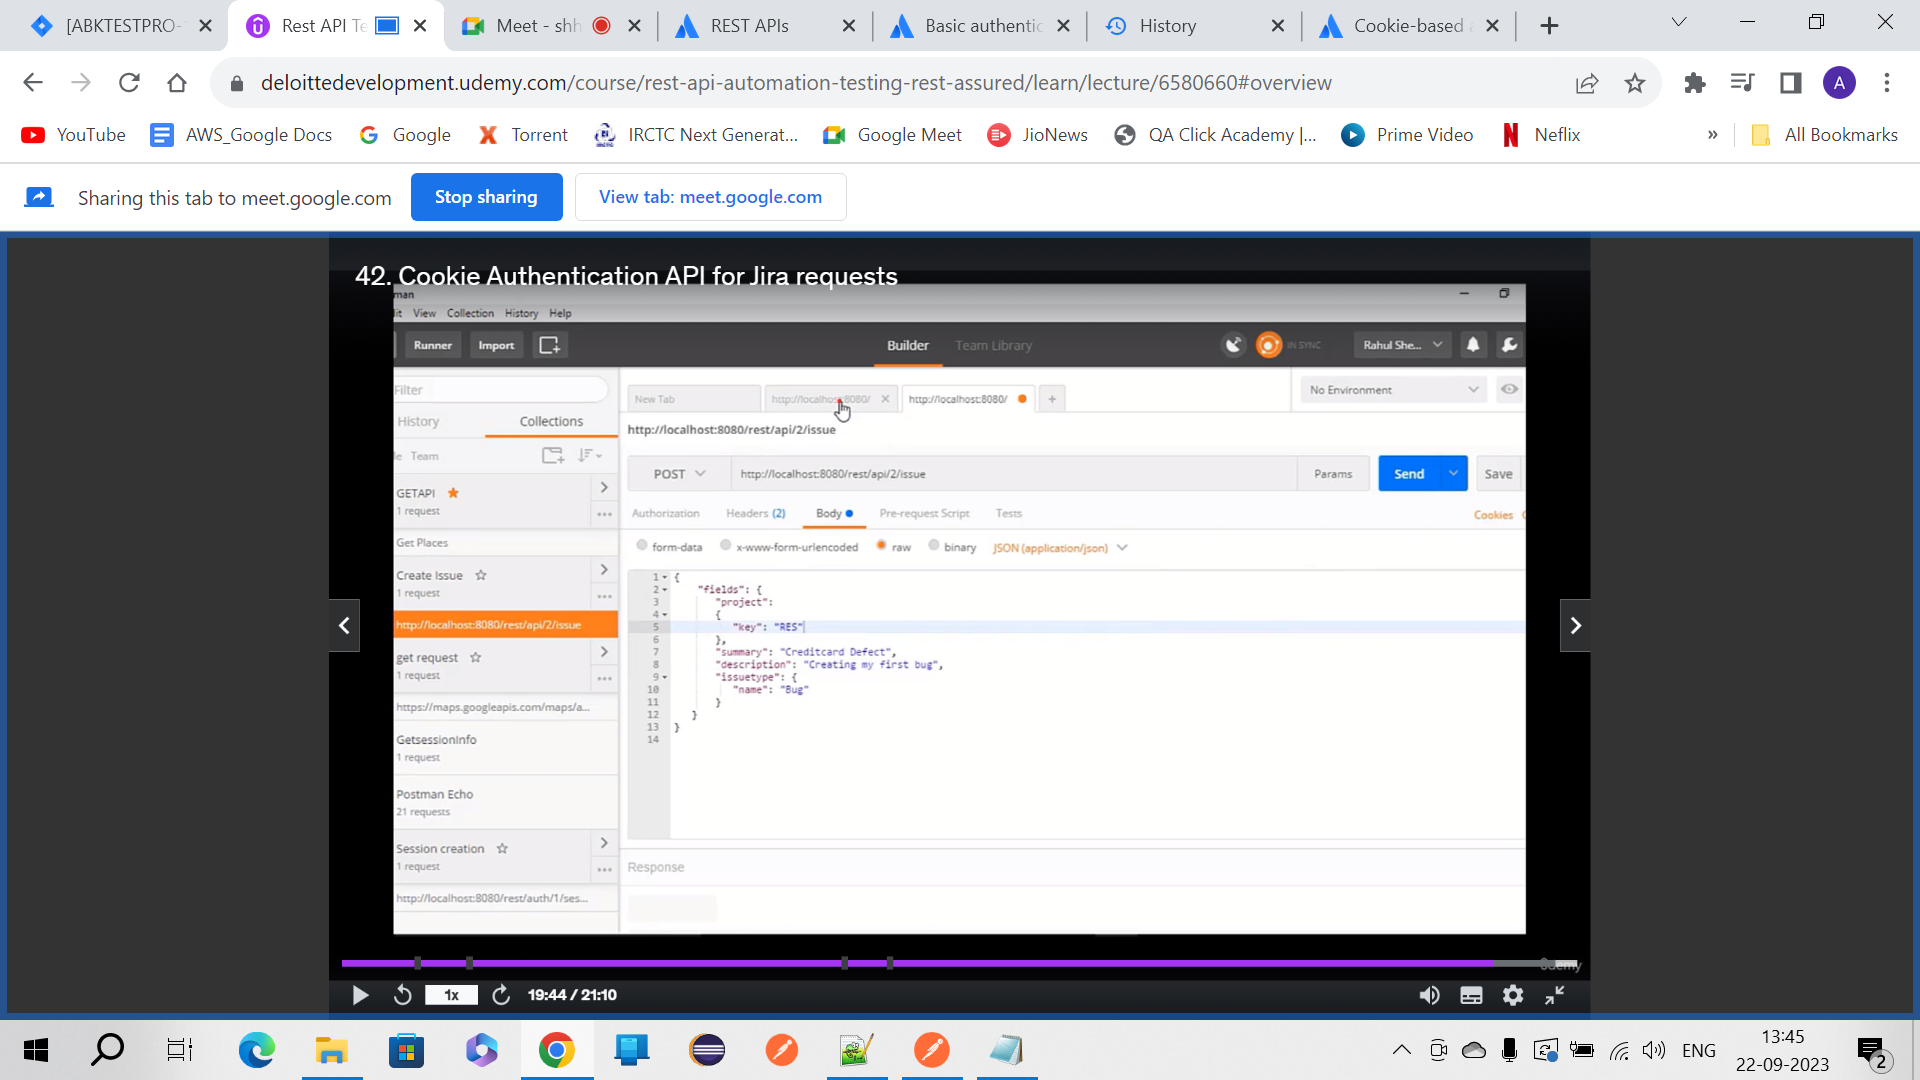 [ABKTESTPRO-
Rest API Te
Meet - shh
REST APIs
Basic authentic
History
Cookie-based a
deloittedevelopment.udemy.com/course/rest-api-automation-testing-rest-assured/learn/lecture/6580660#overview
A
YouTube
AWS_Google Docs
Google
Torrent
IRCTC Next Generat...
Google Meet
JioNews
QA Click Academy |...
Prime Video
Neflix
»
All Bookmarks
Sharing this tab to meet.google.com
Stop sharing
View tab: meet.google.com
42. Cookie Authentication API for Jira requests
man
it View Collection History Help
Runner
Import
Builder
Team Library
IN SYNC
Rahul She...
Filter
New Tab
http://localhost:8080/
http://localhost:8080/
No Environment
History
Collections
http://localhost:8080/rest/api/2/issue
le Team
POST
http://localhost:8080/rest/api/2/issue
Params
Send
Save
GETAPI
1 request
Authorization
Headers (2)
Body
Pre-request Script
Tests
Cookies
Get Places
form-data
x-www-form-urlencoded
raw
binary
JSON (application/json)
Create Issue
1 request
http://localhost:8080/rest/api/2/issue
get request
1 request
https://maps.googleapis.com/maps/a...
GetsessionInfo
1 request
Postman Echo
21 requests
Session creation
1 request
http://localhost:8080/rest/auth/1/ses...
1 {
2 "fields": {
3 "project":
4 {
5 "key": "RES"
6 },
7 "summary": "Creditcard Defect",
8 "description": "Creating my first bug",
9 "issuetype": {
10 "name": "Bug"
11 }
12 }
13 }
14
Response
udemy
1x
19:44 / 21:10
ENG
13:45
22-09-2023
2